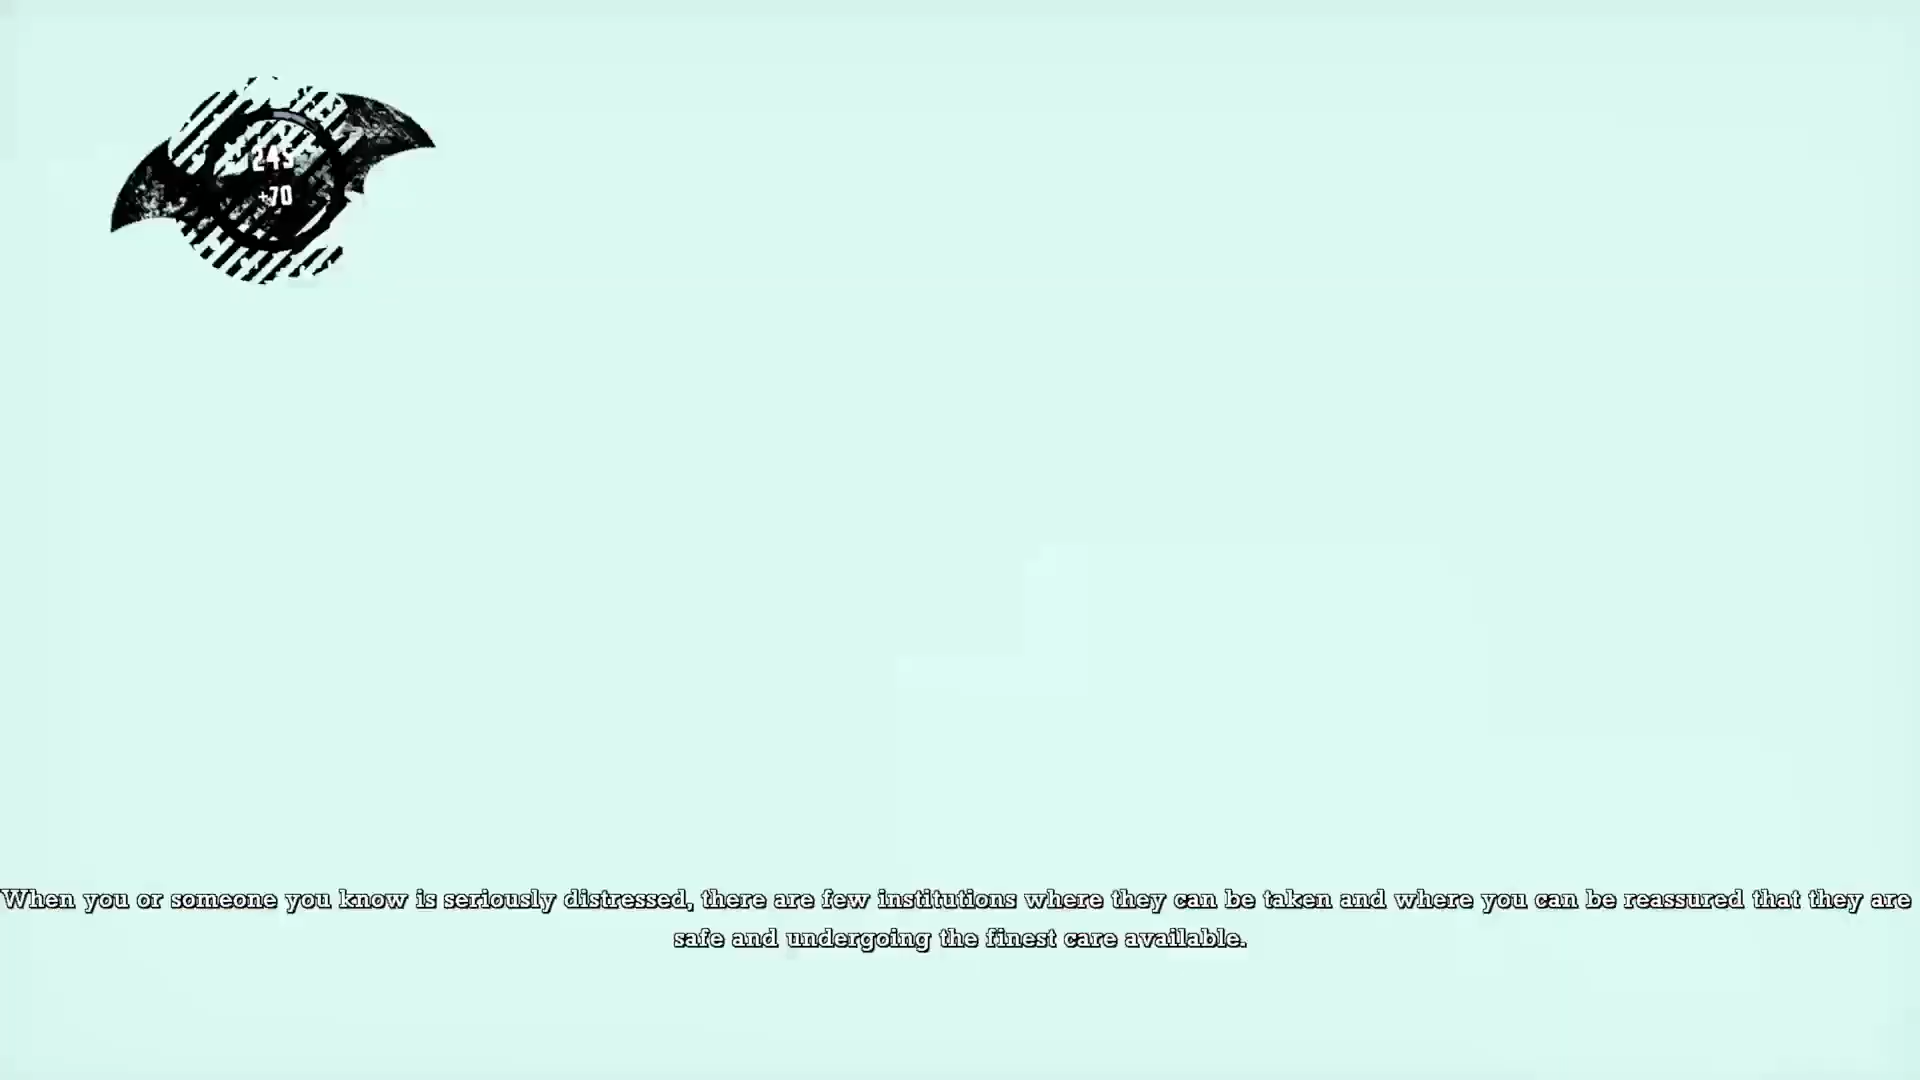 245
+70
When you or someone you know is seriously distressed, there are few institutions where they can be taken and where you can be reassured that they are
safe and undergoing the finest care available.